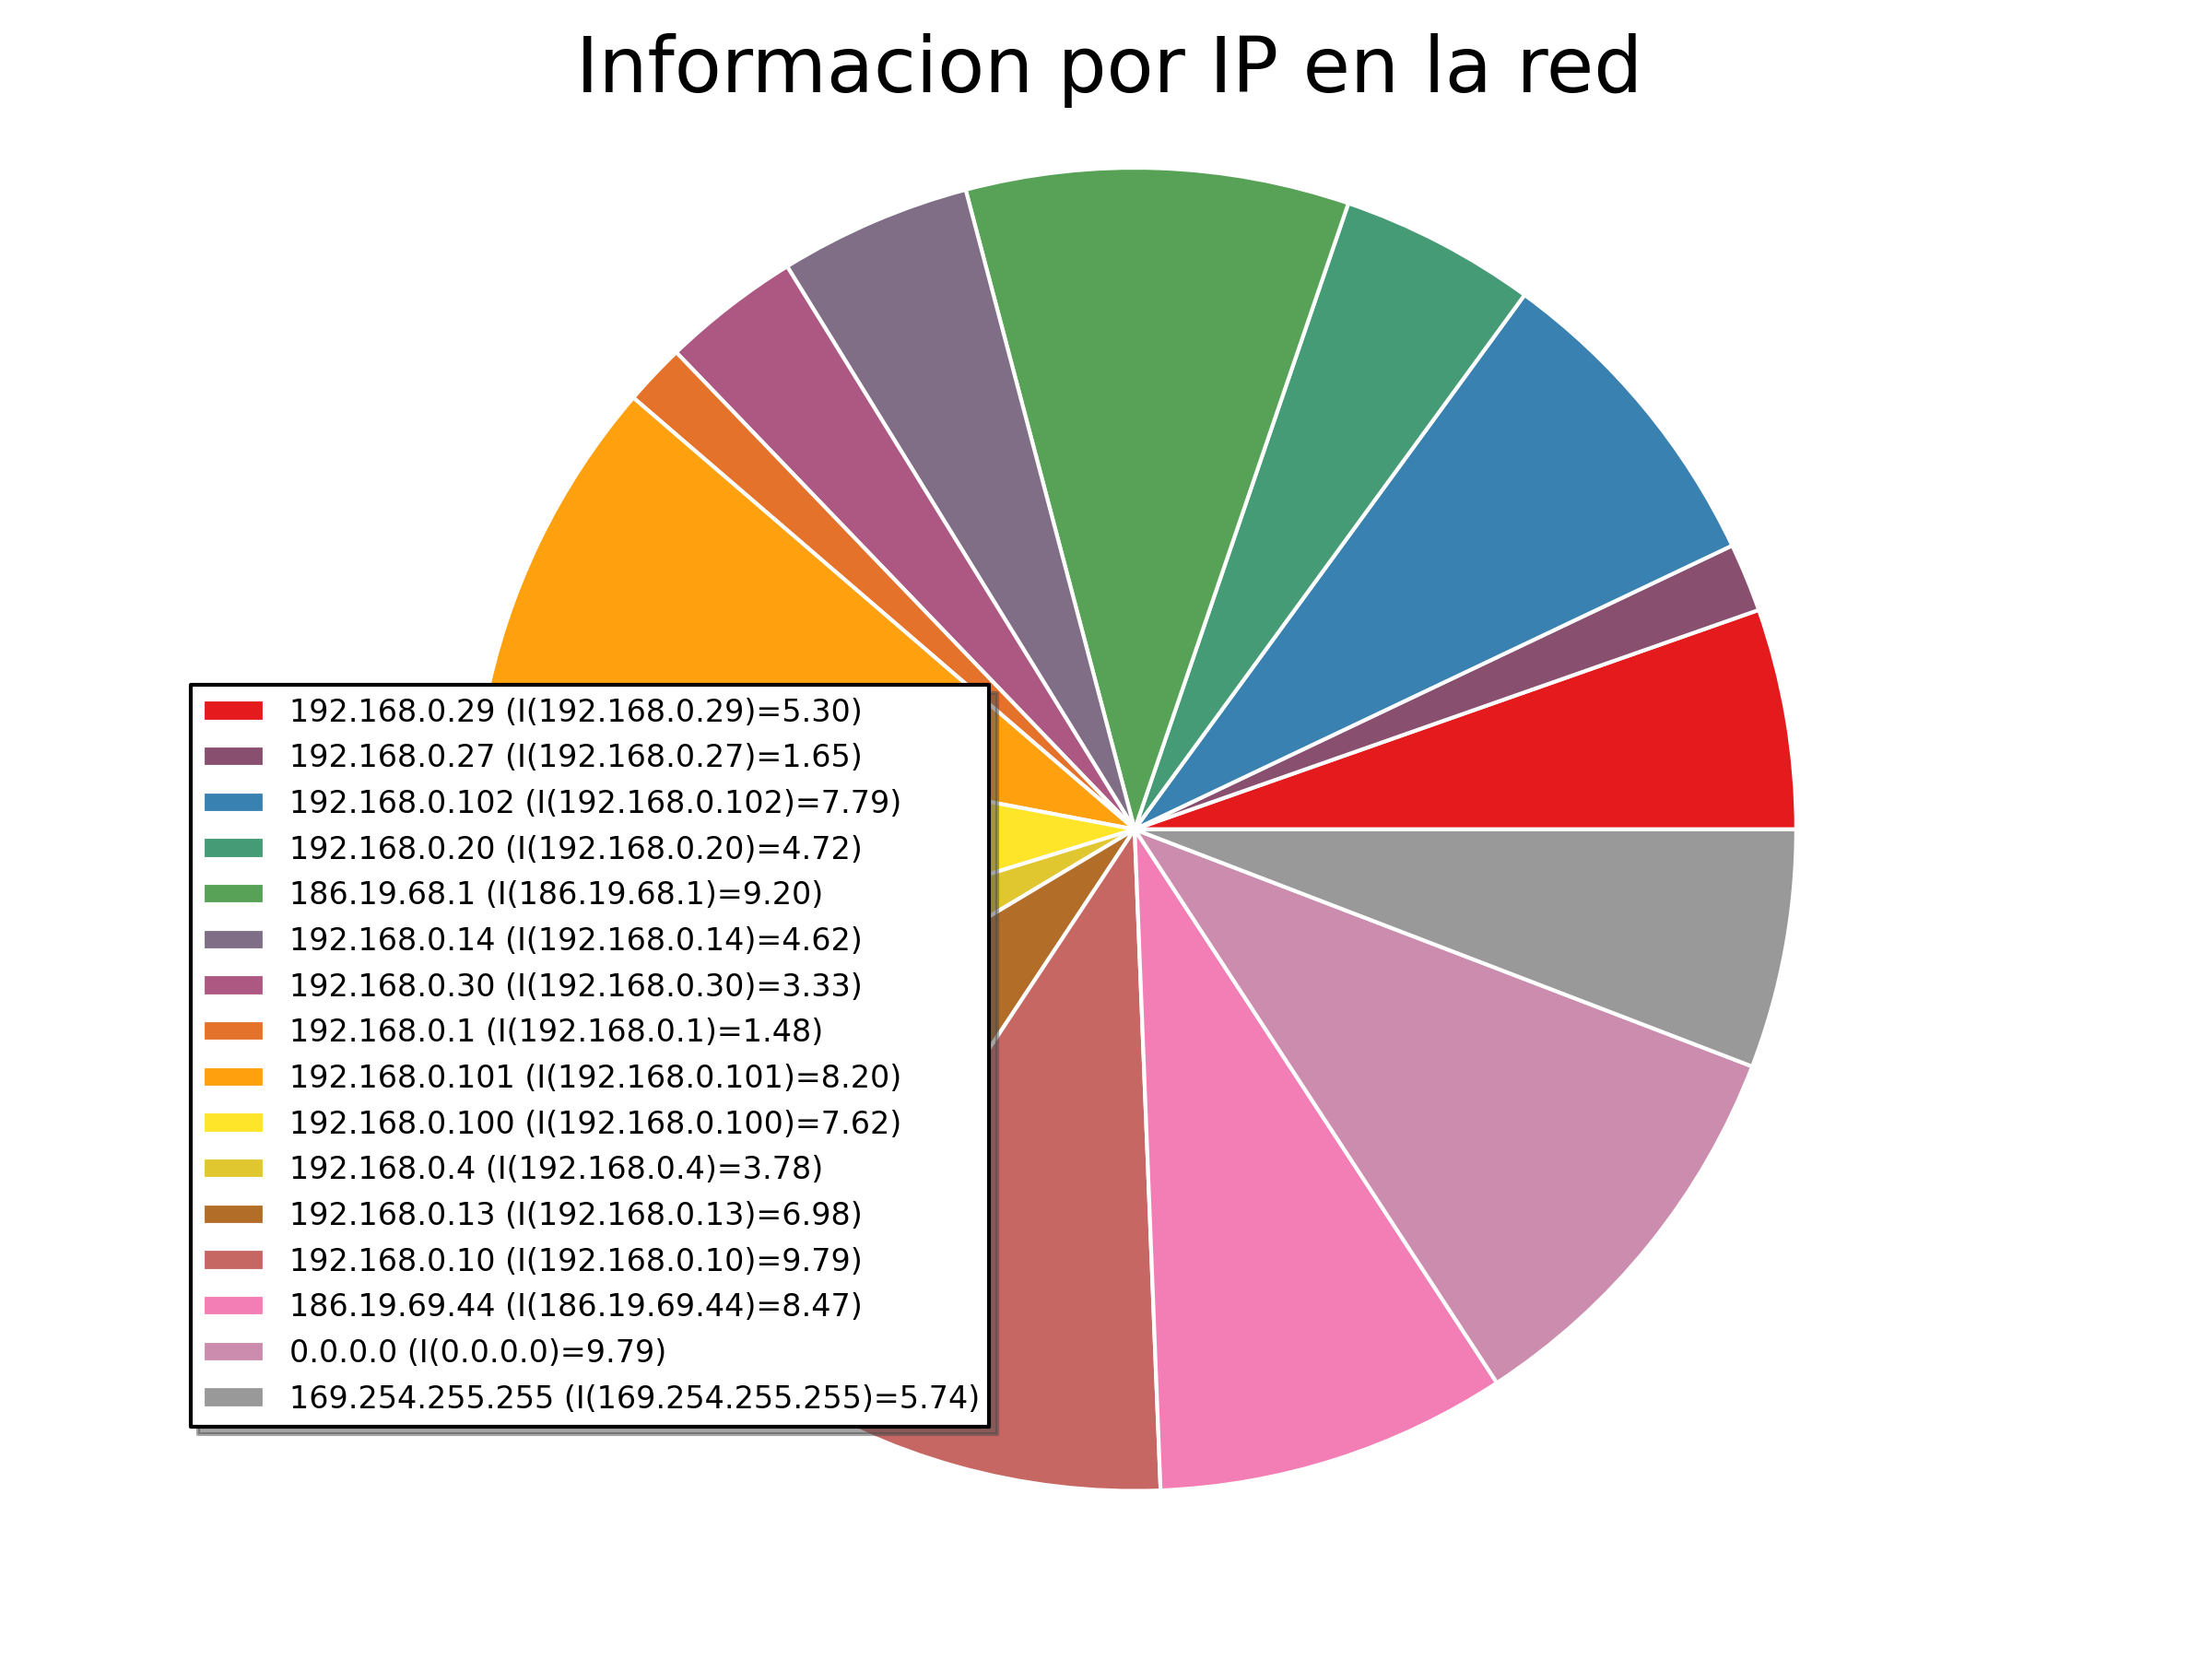 Informacion por IP en la red
192.168.0.29 (I(192.168.0.29)=5.30)
192.168.0.27 (I(192.168.0.27)=1.65)
192.168.0.102 (I(192.168.0.102)=7.79)
192.168.0.20 (I(192.168.0.20)=4.72)
186.19.68.1 (I(186.19.68.1)=9.20)
192.168.0.14 (I(192.168.0.14)=4.62)
192.168.0.30 (I(192.168.0.30)=3.33)
192.168.0.1 (I(192.168.0.1)=1.48)
192.168.0.101 (I(192.168.0.101)=8.20)
192.168.0.100 (I(192.168.0.100)=7.62)
192.168.0.4 (I(192.168.0.4)=3.78)
192.168.0.13 (I(192.168.0.13)=6.98)
192.168.0.10 (I(192.168.0.10)=9.79)
186.19.69.44 (I(186.19.69.44)=8.47)
0.0.0.0 (I(0.0.0.0)=9.79)
169.254.255.255 (I(169.254.255.255)=5.74)